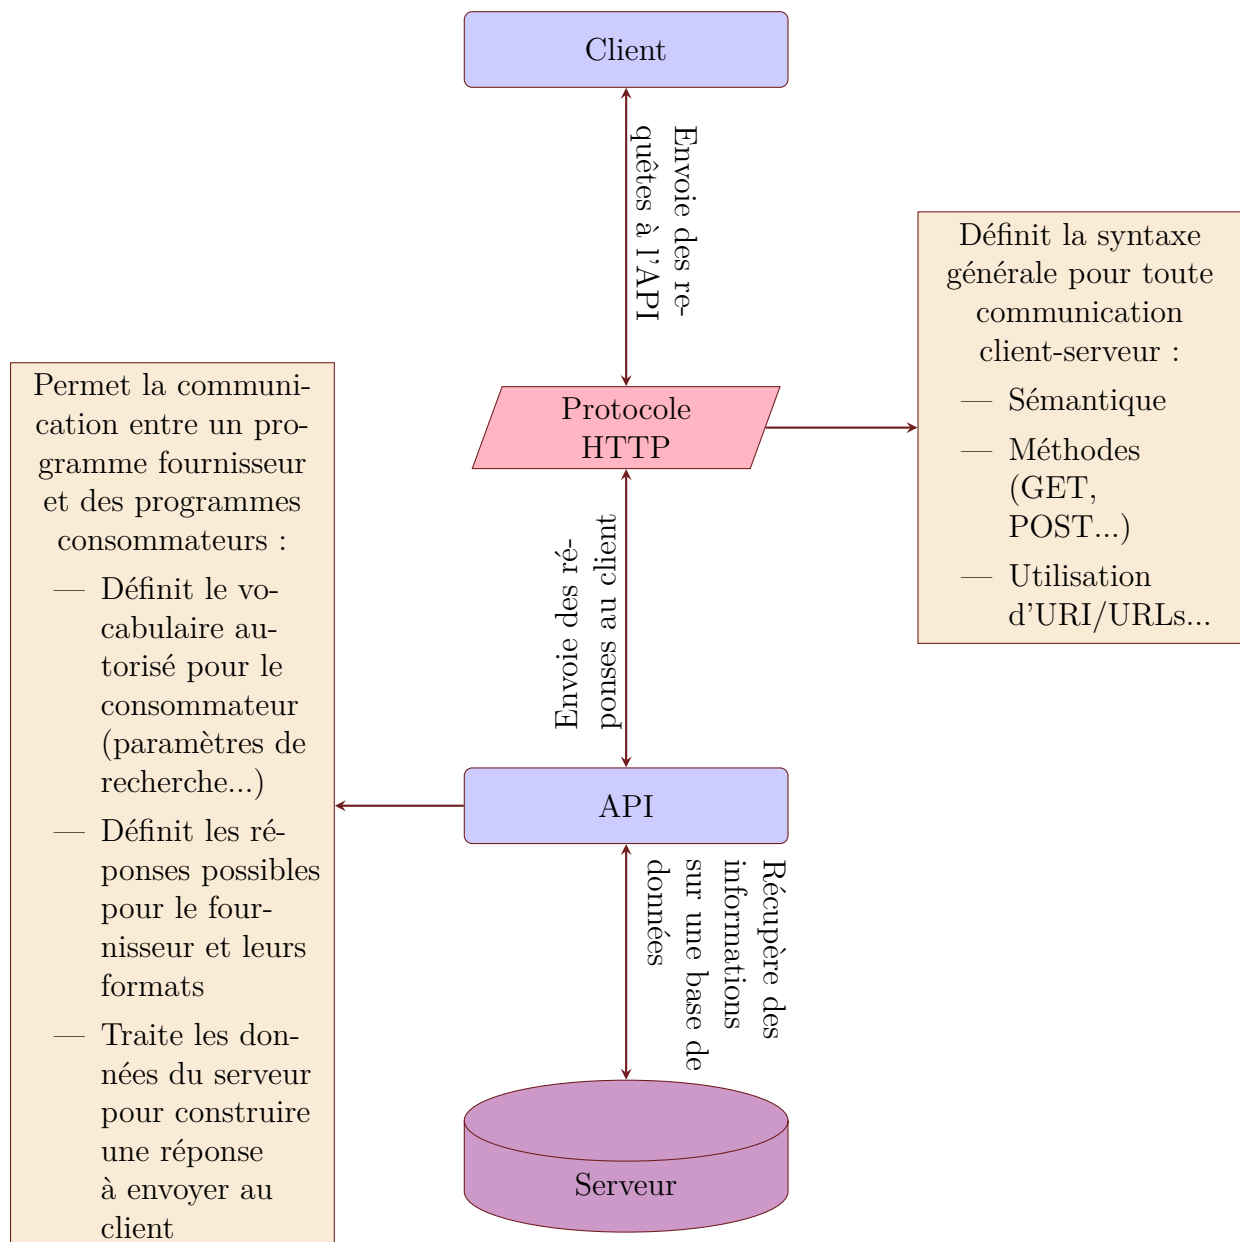 Client
Envoie des re-
quêtes à l'API
Définit la syntaxe
générale pour toute
communication
client-serveur :
— Sémantique
— Méthodes
(GET,
POST...)
— Utilisation
d'URI/URLs...
Protocole
HTTP
Permet la communi-
cation entre un pro-
gramme fournisseur
et des programmes
consommateurs :
— Définit le vo-
cabulaire au-
torisé pour le
consommateur
(paramètres de
recherche...)
— Définit les ré-
ponses possibles
pour le four-
nisseur et leurs
formats
— Traite les don-
nées du serveur
pour construire
une réponse
à envoyer au
client
Envoie des ré-
ponses au client
API
Récupère des
informations
sur une base de
données
Serveur